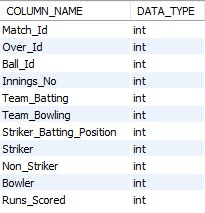 COLUMN_NAME DATA_TYPE
Match_Id int
Over_Id int
Ball_Id int
Innings_No int
Team_Batting int
Team_Bowling int
Striker_Batting_Position int
Striker int
Non_Striker int
Bowler int
Runs_Scored int